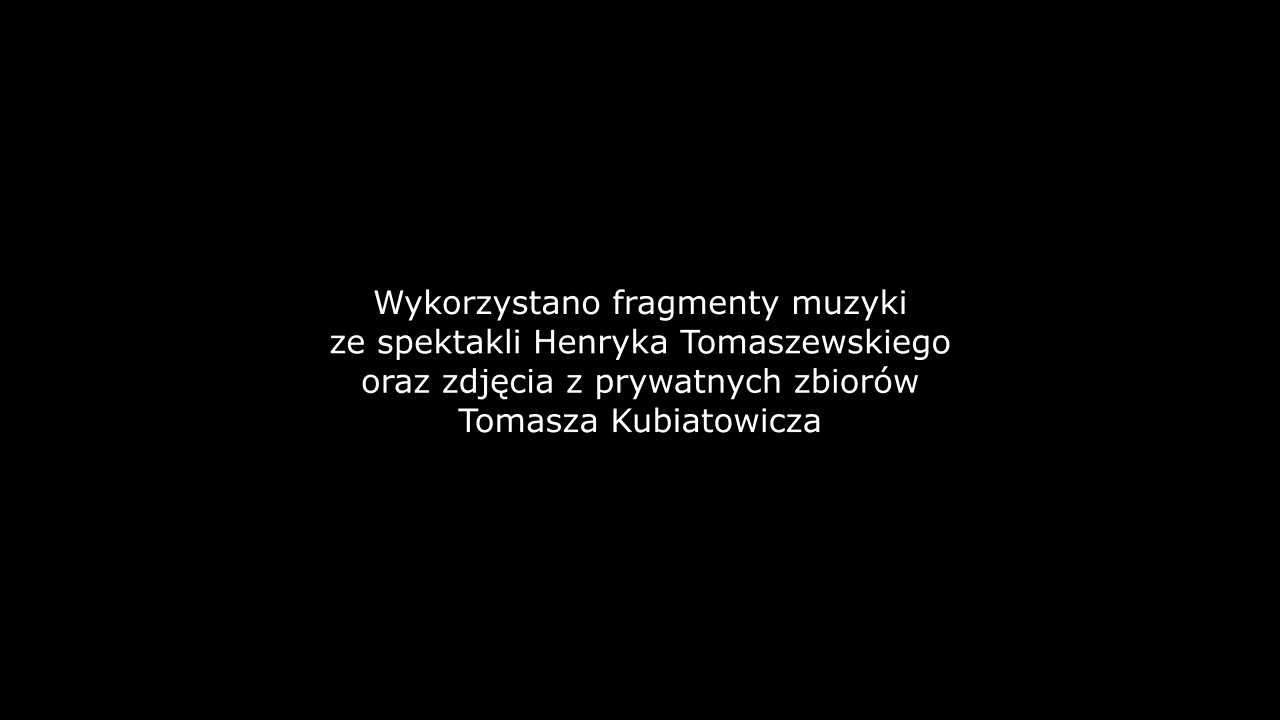 Wykorzystano fragmenty muzyki
ze spektakli Henryka Tomaszewskiego
oraz zdjęcia z prywatnych zbiorów
Tomasza Kubiatowicza